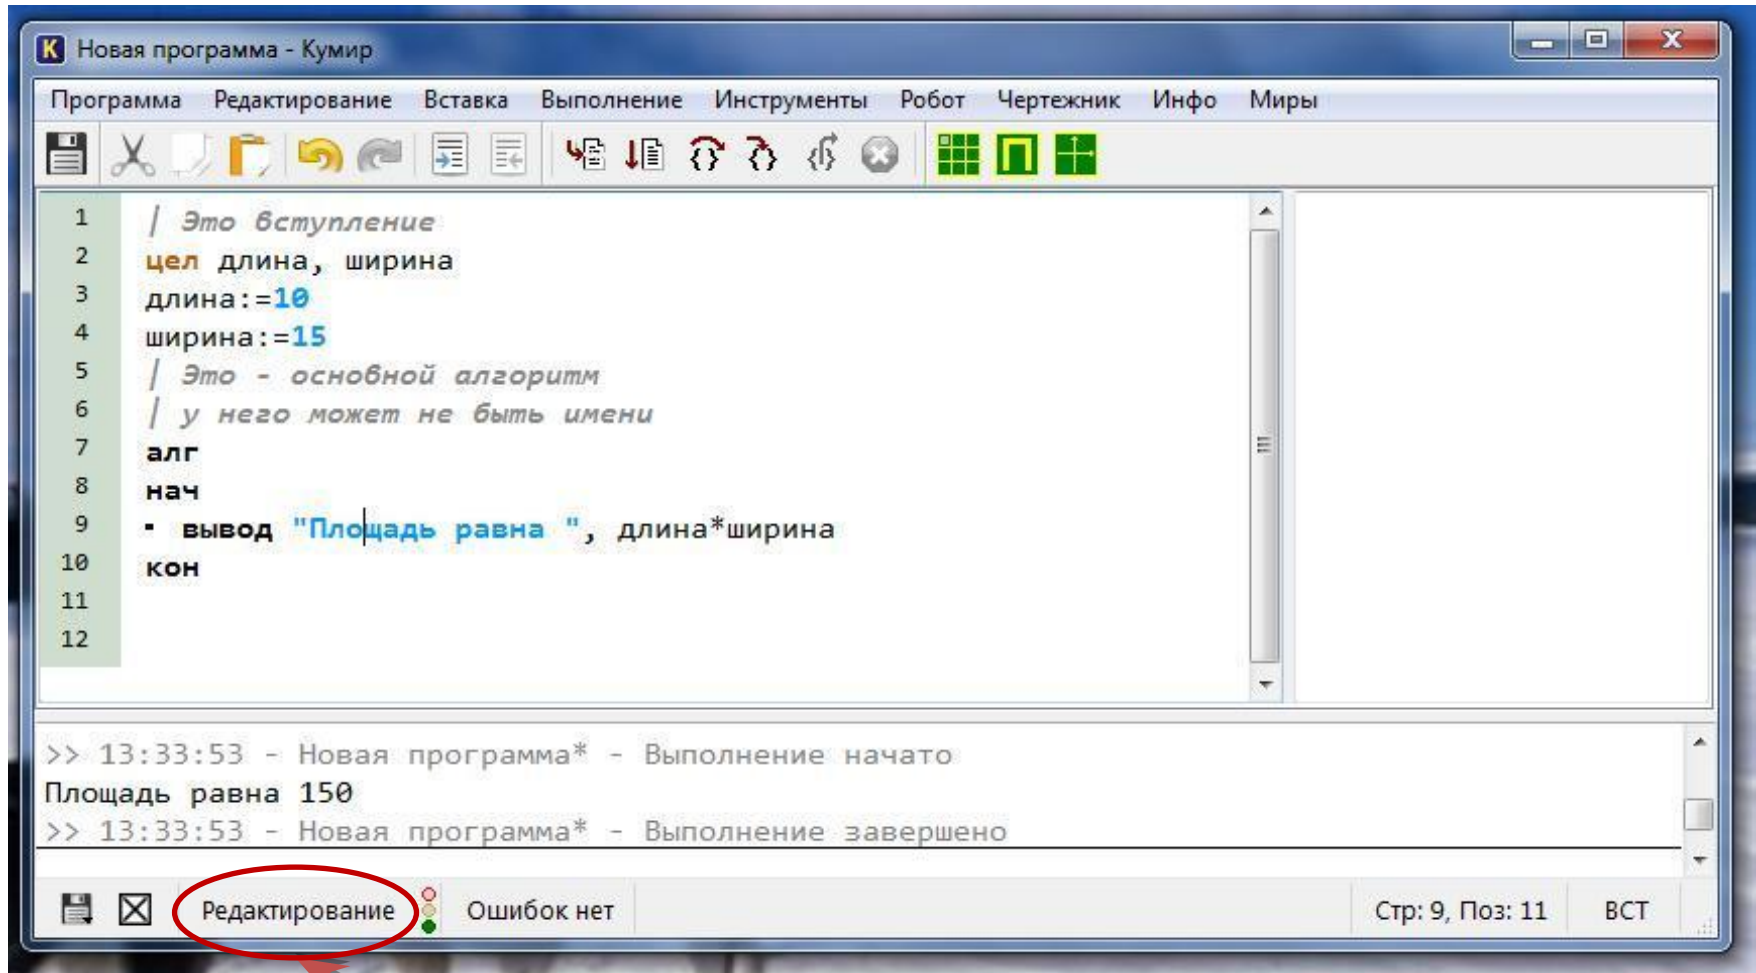 Новая программа - Кумир
Программа Редактирование Вставка Выполнение Инструменты Робот Чертежник Инфо Миры
1 | Это вступление
2 цел длина, ширина
3 длина:=10
4 ширина:=15
5 | Это - основной алгоритм
6 | у него может не быть имени
7 алг
8 нач
9 вывод "Площадь равна ", длина*ширина
10 кон
11
12
>> 13:33:53 - Новая программа* - Выполнение начато
Площадь равна 150
>> 13:33:53 - Новая программа* - Выполнение завершено
Редактирование Ошибок нет Стр: 9, Поз: 11 ВСТ